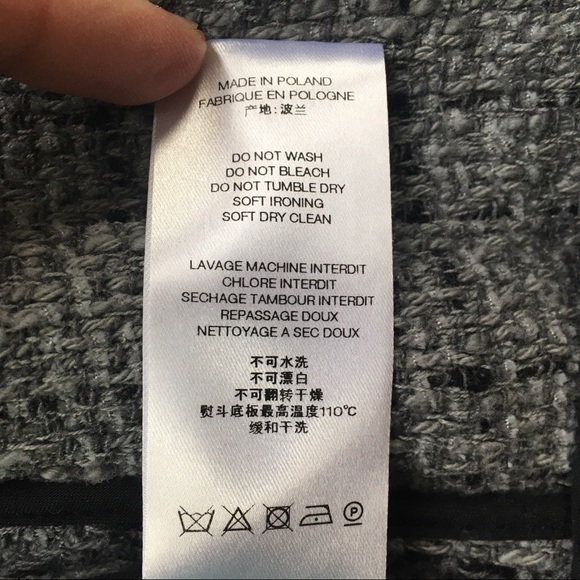 MADE IN POLAND
FABRIQUE EN POLOGNE
产地:波兰
DO NOT WASH
DO NOT BLEACH
DO NOT TUMBLE DRY
SOFT IRONING
SOFT DRY CLEAN
LAVAGE MACHINE INTERDIT
CHLORE INTERDIT
SECHAGE TAMBOUR INTERDIT
REPASSAGE DOUX
NETTOYAGE A SEC DOUX
不可水洗
不可漂白
不可翻转干燥
熨斗底板最高温度110℃
缓和干洗
P